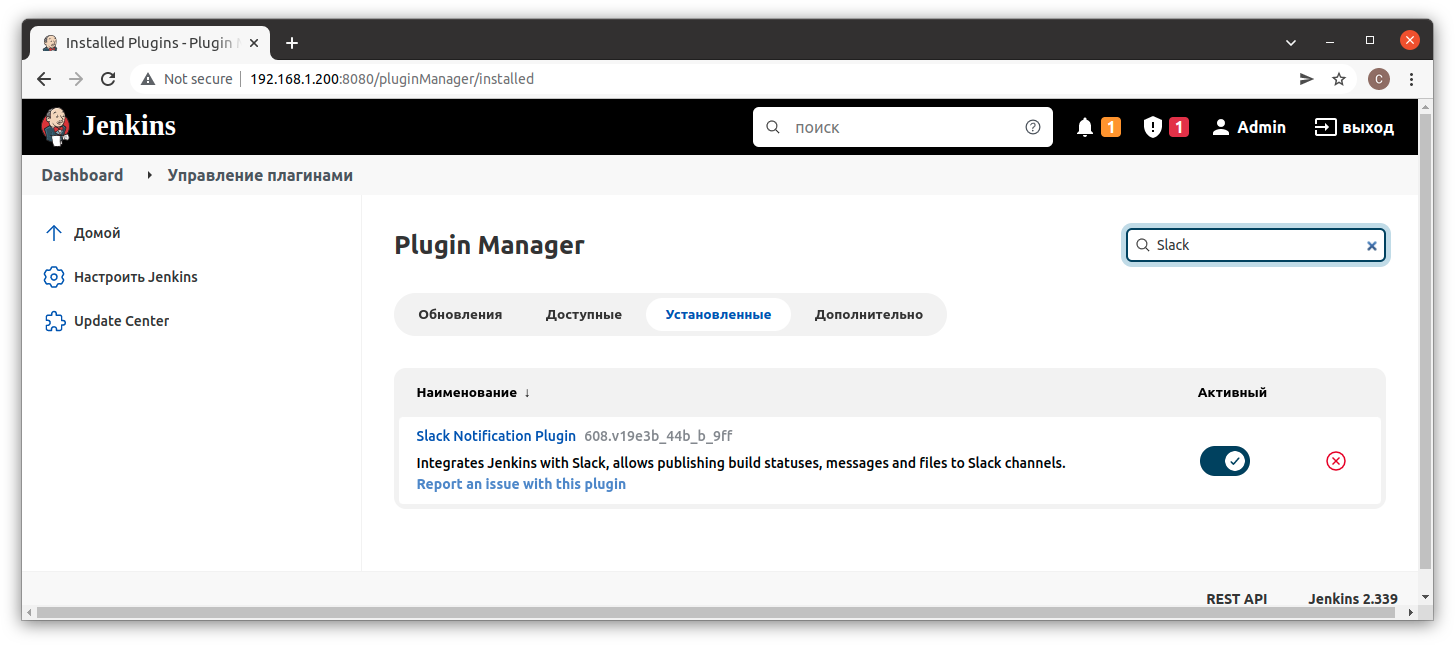 Installed Plugins - Plugin
Not secure 192.168.1.200:8080/pluginManager/installed C
Jenkins поиск 1 1 Admin выход
Dashboard Управление плагинами
Домой
Настроить Jenkins
Update Center
Plugin Manager Slack
Обновления Доступные Установленные Дополнительно
Наименование ↓ Активный
Slack Notification Plugin 608.v19e3b_44b_b_9ff
Integrates Jenkins with Slack, allows publishing build statuses, messages and files to Slack channels.
Report an issue with this plugin
REST API Jenkins 2.339